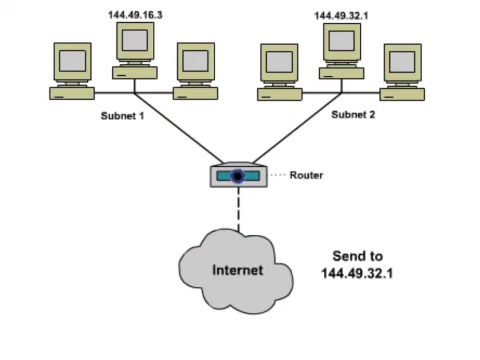 144.49.16.3
144.49.32.1
Subnet 1
Subnet 2
Router
Internet
Send to
144.49.32.1